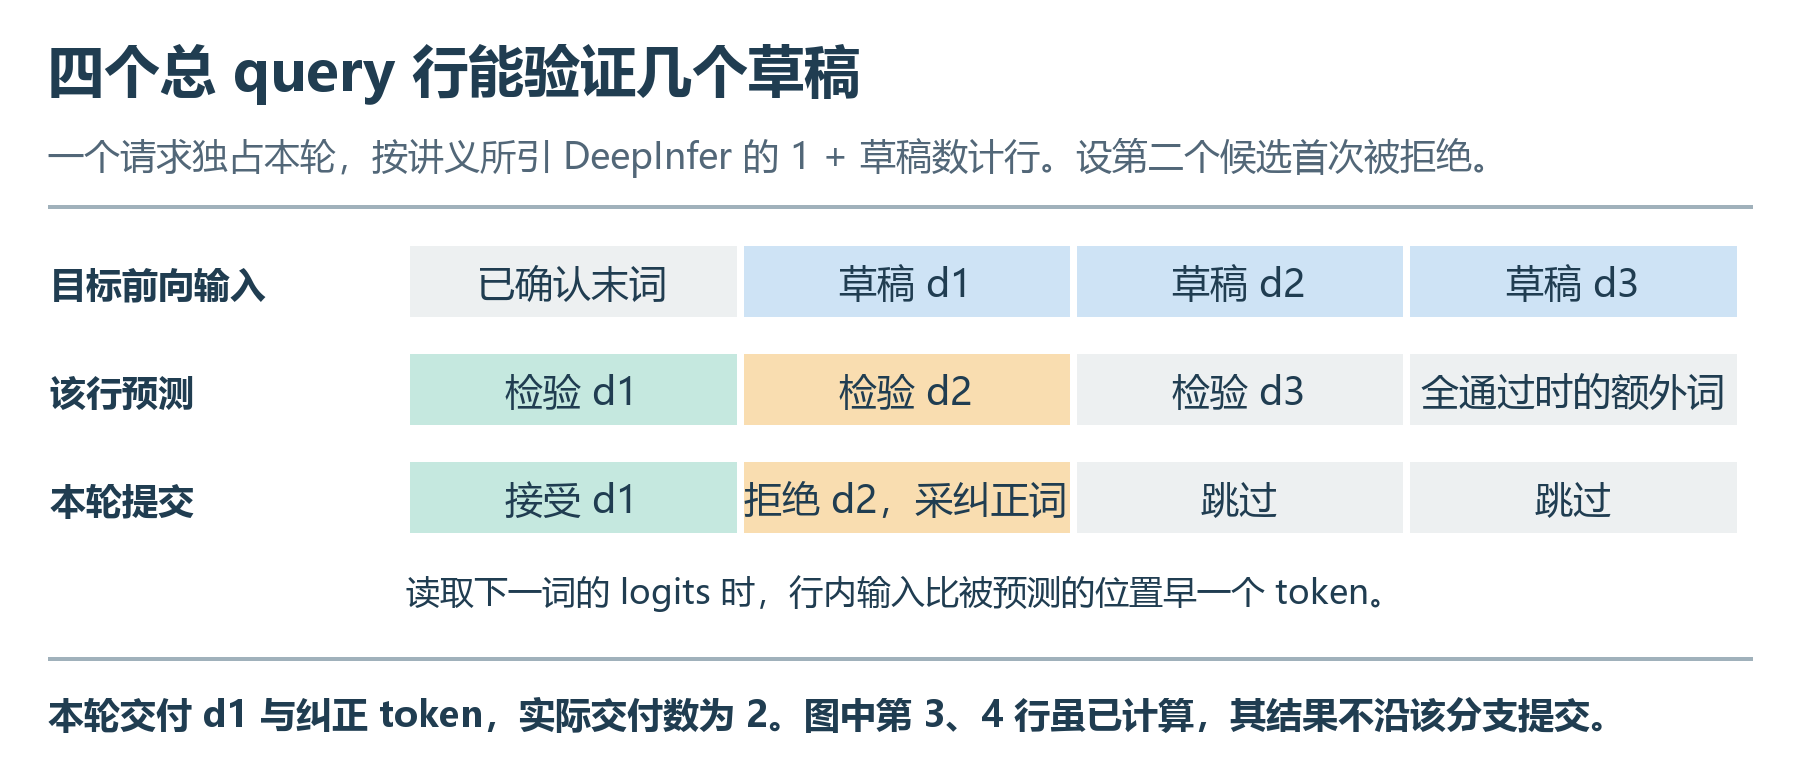 四个总 query 行能验证几个草稿
一个请求独占本轮，按讲义所引 DeepInfer 的 1 + 草稿数计行。设第二个候选首次被拒绝。
目标前向输入 已确认末词 草稿 d1 草稿 d2 草稿 d3
该行预测 检验 d1 检验 d2 检验 d3 全通过时的额外词
本轮提交 接受 d1 拒绝 d2，采纠正词 跳过 跳过
读取下一词的 logits 时，行内输入比被预测的位置早一个 token。
本轮交付 d1 与纠正 token，实际交付数为 2。图中第 3、4 行虽已计算，其结果不沿该分支提交。